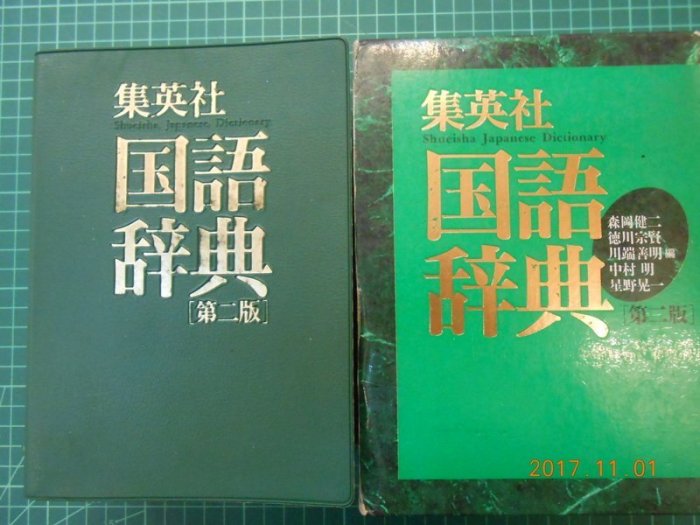 集英社
Shueisha Japanese Dictionary
国語
辞典
[第二版]
集英社
Shueisha Japanese Dictionary
国語
辞典
森岡健二
徳川宗賢
川端善明 編
中村 明
星野晃一
[第二版]
2017.11.01